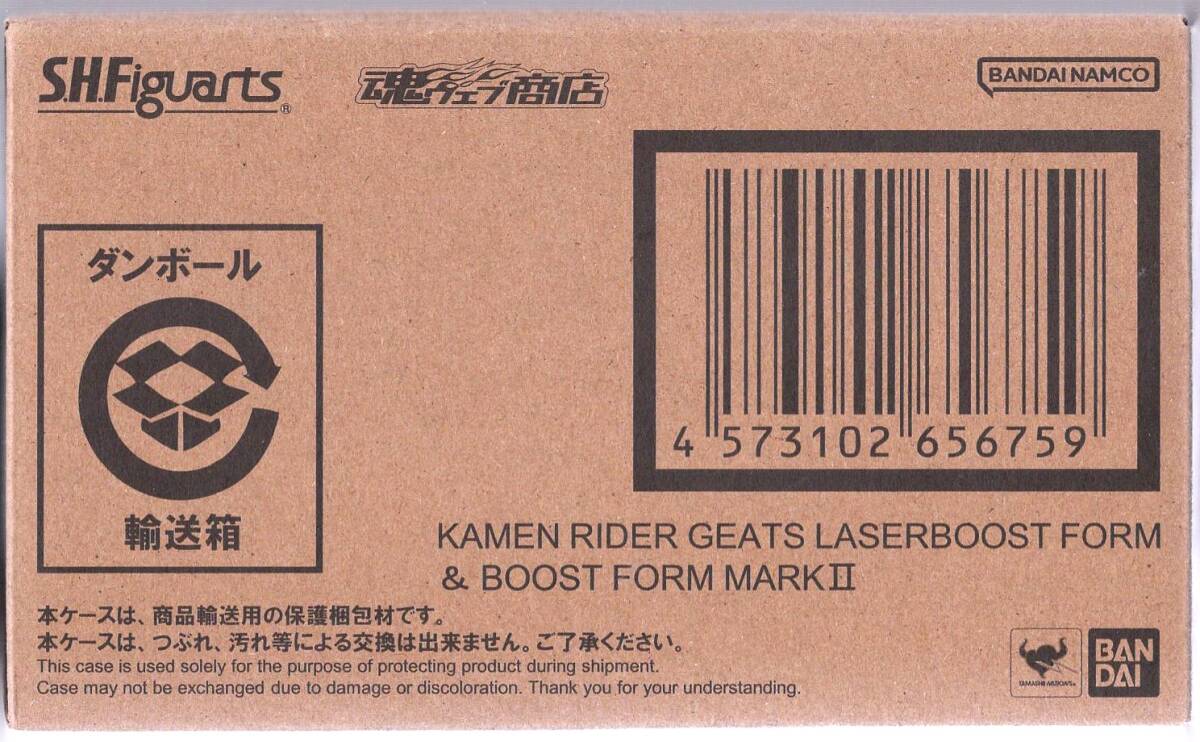 S.H.Figuarts®
魂ウェブ商店
BANDAI NAMCO
ダンボール
輸送箱
4 573102 656759
KAMEN RIDER GEATS LASERBOOST FORM
& BOOST FORM MARKⅡ
本ケースは、商品輸送用の保護梱包材です。
本ケースは、つぶれ、汚れ等による交換は出来ません。ご了承ください。
This case is used solely for the purpose of protecting product during shipment.
Case may not be exchanged due to damage or discoloration. Thank you for your understanding.
TAMASHII NATIONS®
BAN
DAI